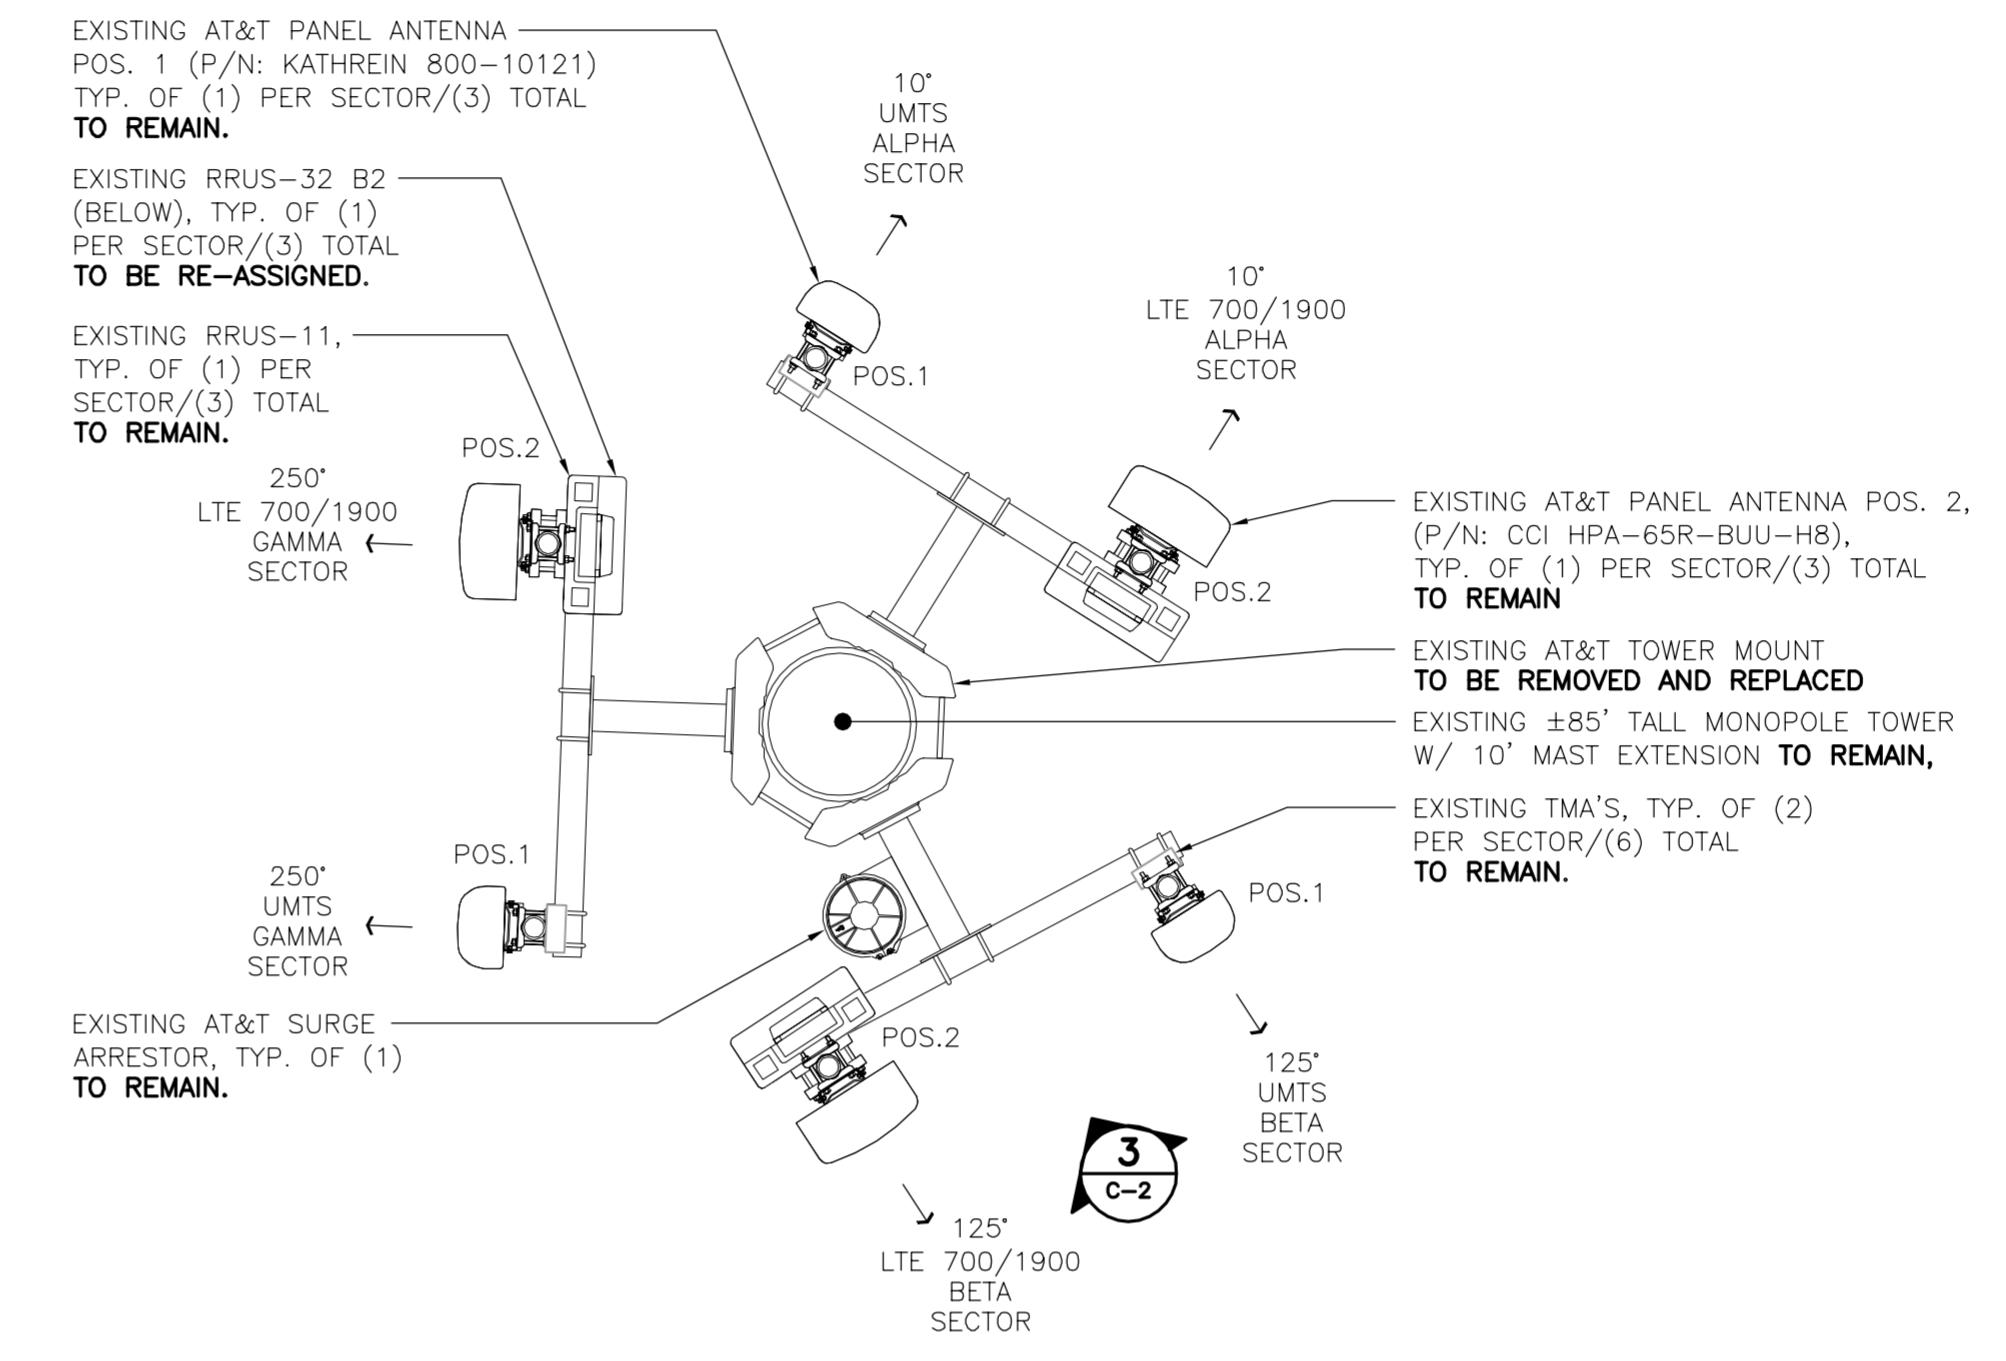 EXISTING AT&T PANEL ANTENNA
POS. 1 (P/N: KATHREIN 800-10121)
TYP. OF (1) PER SECTOR/(3) TOTAL
TO REMAIN.
EXISTING RRUS-32 B2
(BELOW), TYP. OF (1)
PER SECTOR/(3) TOTAL
TO BE RE-ASSIGNED.
EXISTING RRUS-11,
TYP. OF (1) PER
SECTOR/(3) TOTAL
TO REMAIN.
10°
UMTS
ALPHA
SECTOR
10°
LTE 700/1900
ALPHA
SECTOR
POS.1
POS.2
POS.2
250°
LTE 700/1900
GAMMA
SECTOR
EXISTING AT&T PANEL ANTENNA POS. 2,
(P/N: CCI HPA-65R-BUU-H8),
TYP. OF (1) PER SECTOR/(3) TOTAL
TO REMAIN
EXISTING AT&T TOWER MOUNT
TO BE REMOVED AND REPLACED
EXISTING ±85' TALL MONOPOLE TOWER
W/ 10' MAST EXTENSION TO REMAIN,
EXISTING TMA'S, TYP. OF (2)
PER SECTOR/(6) TOTAL
TO REMAIN.
POS.1
250°
UMTS
GAMMA
SECTOR
POS.1
EXISTING AT&T SURGE
ARRESTOR, TYP. OF (1)
TO REMAIN.
POS.2
125°
UMTS
BETA
SECTOR
3
C-2
125°
LTE 700/1900
BETA
SECTOR